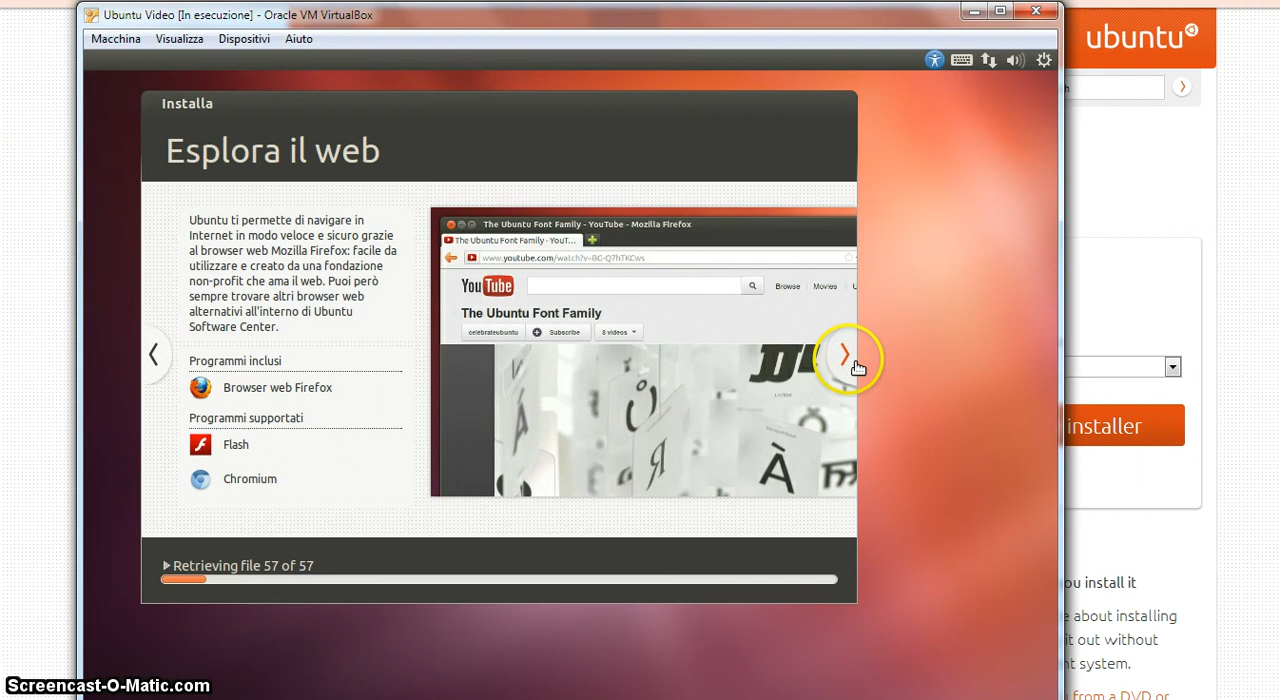 Ubuntu Video [In esecuzione] - Oracle VM VirtualBox
Macchina Visualizza Dispositivi Aiuto
ubuntu
Installa
Esplora il web
Ubuntu ti permette di navigare in
Internet in modo veloce e sicuro grazie
al browser web Mozilla Firefox: facile da
utilizzare e creato da una fondazione
non-profit che ama il web. Puoi però
sempre trovare altri browser web
alternativi all'interno di Ubuntu
Software Center.
Programmi inclusi
Browser web Firefox
Programmi supportati
Flash
Chromium
The Ubuntu Font Family - YouTube - Mozilla Firefox
The Ubuntu Font Family - YouT...
www.youtube.com/watch?v=BG-Q7hTKCws
YouTube
Browse Movies U
The Ubuntu Font Family
celebrateubuntu Subscribe 8 videos
Я
À
Retrieving file 57 of 57
installer
ou install it
e about installing
it out without
nt system.
from a DVD or
Screencast-O-Matic.com